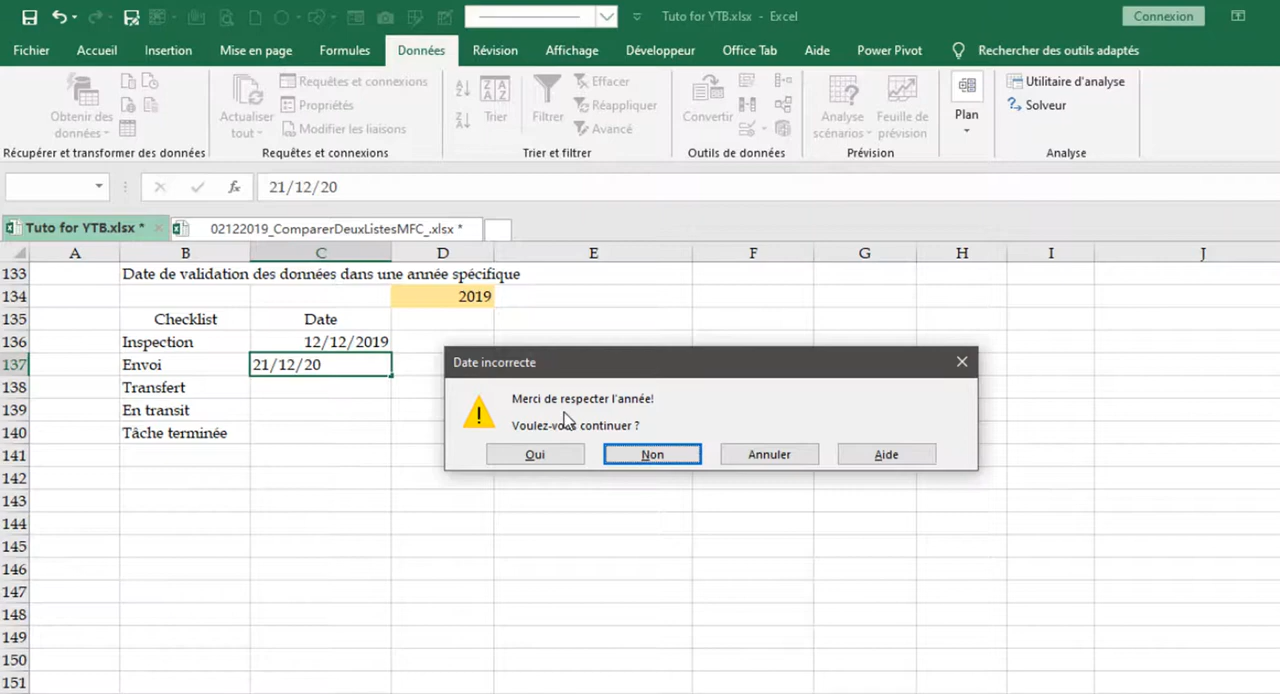 Tuto for YTB.xlsx - Excel
Connexion
Fichier Accueil Insertion Mise en page Formules Données Révision Affichage Développeur Office Tab Aide Power Pivot Rechercher des outils adaptés
Obtenir des données
Actualiser tout
Requêtes et connexions
Propriétés
Modifier les liaisons
Trier
Filtrer
Effacer
Réappliquer
Avancé
Convertir
Analyse scénarios
Feuille de prévision
Plan
Utilitaire d'analyse
Solveur
Récupérer et transformer des données Requêtes et connexions Trier et filtrer Outils de données Prévision Analyse
fx 21/12/20
Tuto for YTB.xlsx * 02122019_ComparerDeuxListesMFC_.xlsx *
A B C D E F G H I J
133 Date de validation des données dans une année spécifique
134 2019
135 Checklist Date
136 Inspection 12/12/2019
137 Envoi 21/12/20
138 Transfert
139 En transit
140 Tâche terminée
141
142
143
144
145
146
147
148
149
150
151
Date incorrecte
Merci de respecter l'année!
Voulez-vous continuer ?
Oui Non Annuler Aide